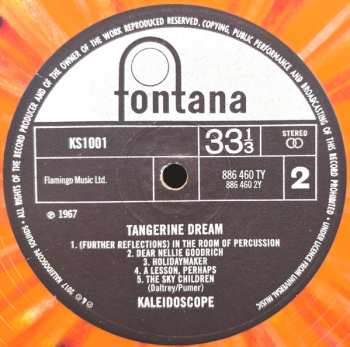 ALL RIGHTS OF THE RECORD PRODUCER AND OF THE OWNER OF THE WORK REPRODUCED RESERVED. COPYING, PUBLIC PERFORMANCE AND BROADCASTING OF THIS RECORD PROHIBITED.
fontana
KS1001
33 1/3
STEREO
Flamingo Music Ltd.
886 460 TY
886 460 2Y
2
℗ 1967
TANGERINE DREAM
1. (FURTHER REFLECTIONS) IN THE ROOM OF PERCUSSION
2. DEAR NELLIE GOODRICH
3. HOLIDAYMAKER
4. A LESSON, PERHAPS
5. THE SKY CHILDREN
(Daltrey/Pumer)
KALEIDOSCOPE
℗&© 2017 KALEIDOSCOPE SOUNDS
UNDER LICENCE FROM UNIVERSAL MUSIC